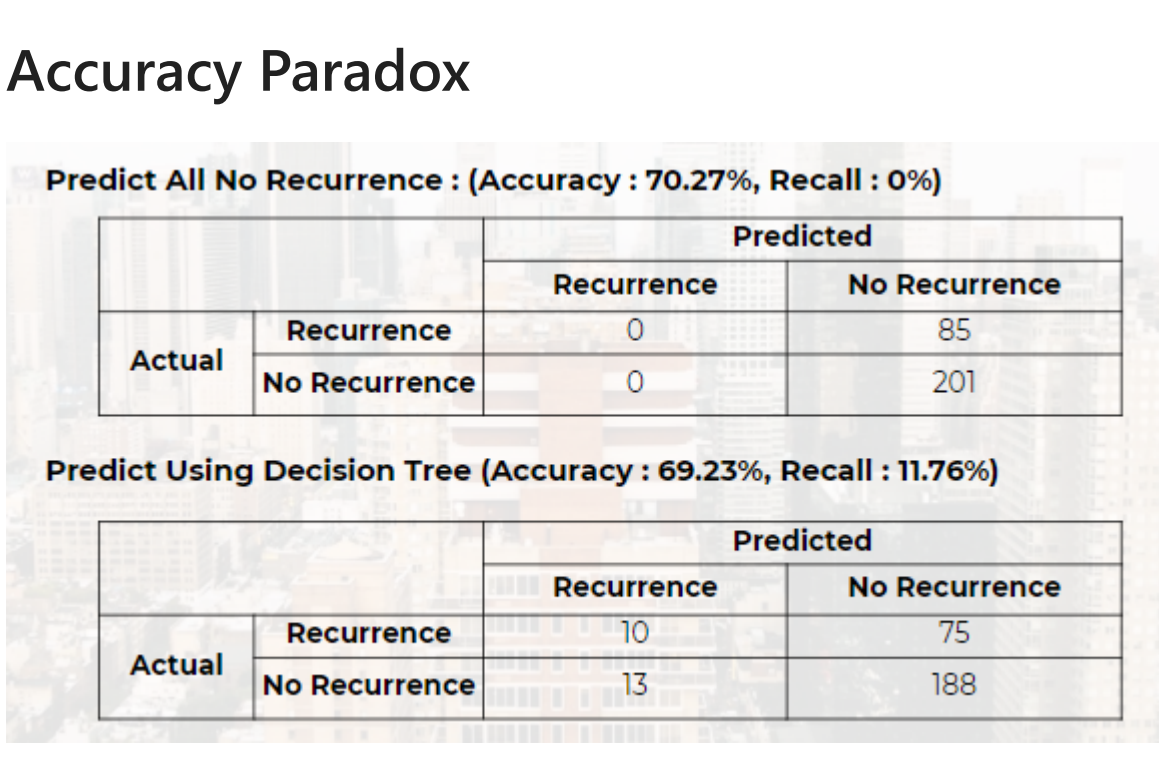 Accuracy Paradox
Predict All No Recurrence : (Accuracy : 70.27%, Recall : 0%)
Predicted
Recurrence No Recurrence
Actual
Recurrence 0 85
No Recurrence 0 201
Predict Using Decision Tree (Accuracy : 69.23%, Recall : 11.76%)
Predicted
Recurrence No Recurrence
Actual
Recurrence 10 75
No Recurrence 13 188